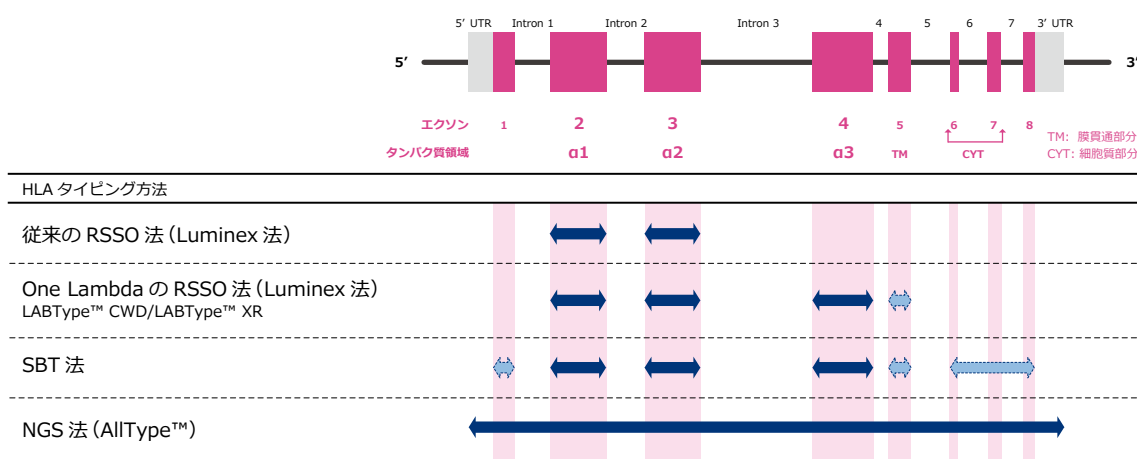 5’ UTR Intron 1 Intron 2 Intron 3 4 5 6 7 3’ UTR
5’ 3’
エクソン 1 2 3 4 5 6 7 8
タンパク質領域 α1 α2 α3 TM CYT
TM: 膜貫通部分
CYT: 細胞質部分
HLA タイピング方法
従来の RSSO 法（Luminex 法）
One Lambda の RSSO 法（Luminex 法）
LABType™ CWD/LABType™ XR
SBT 法
NGS 法（AllType™）